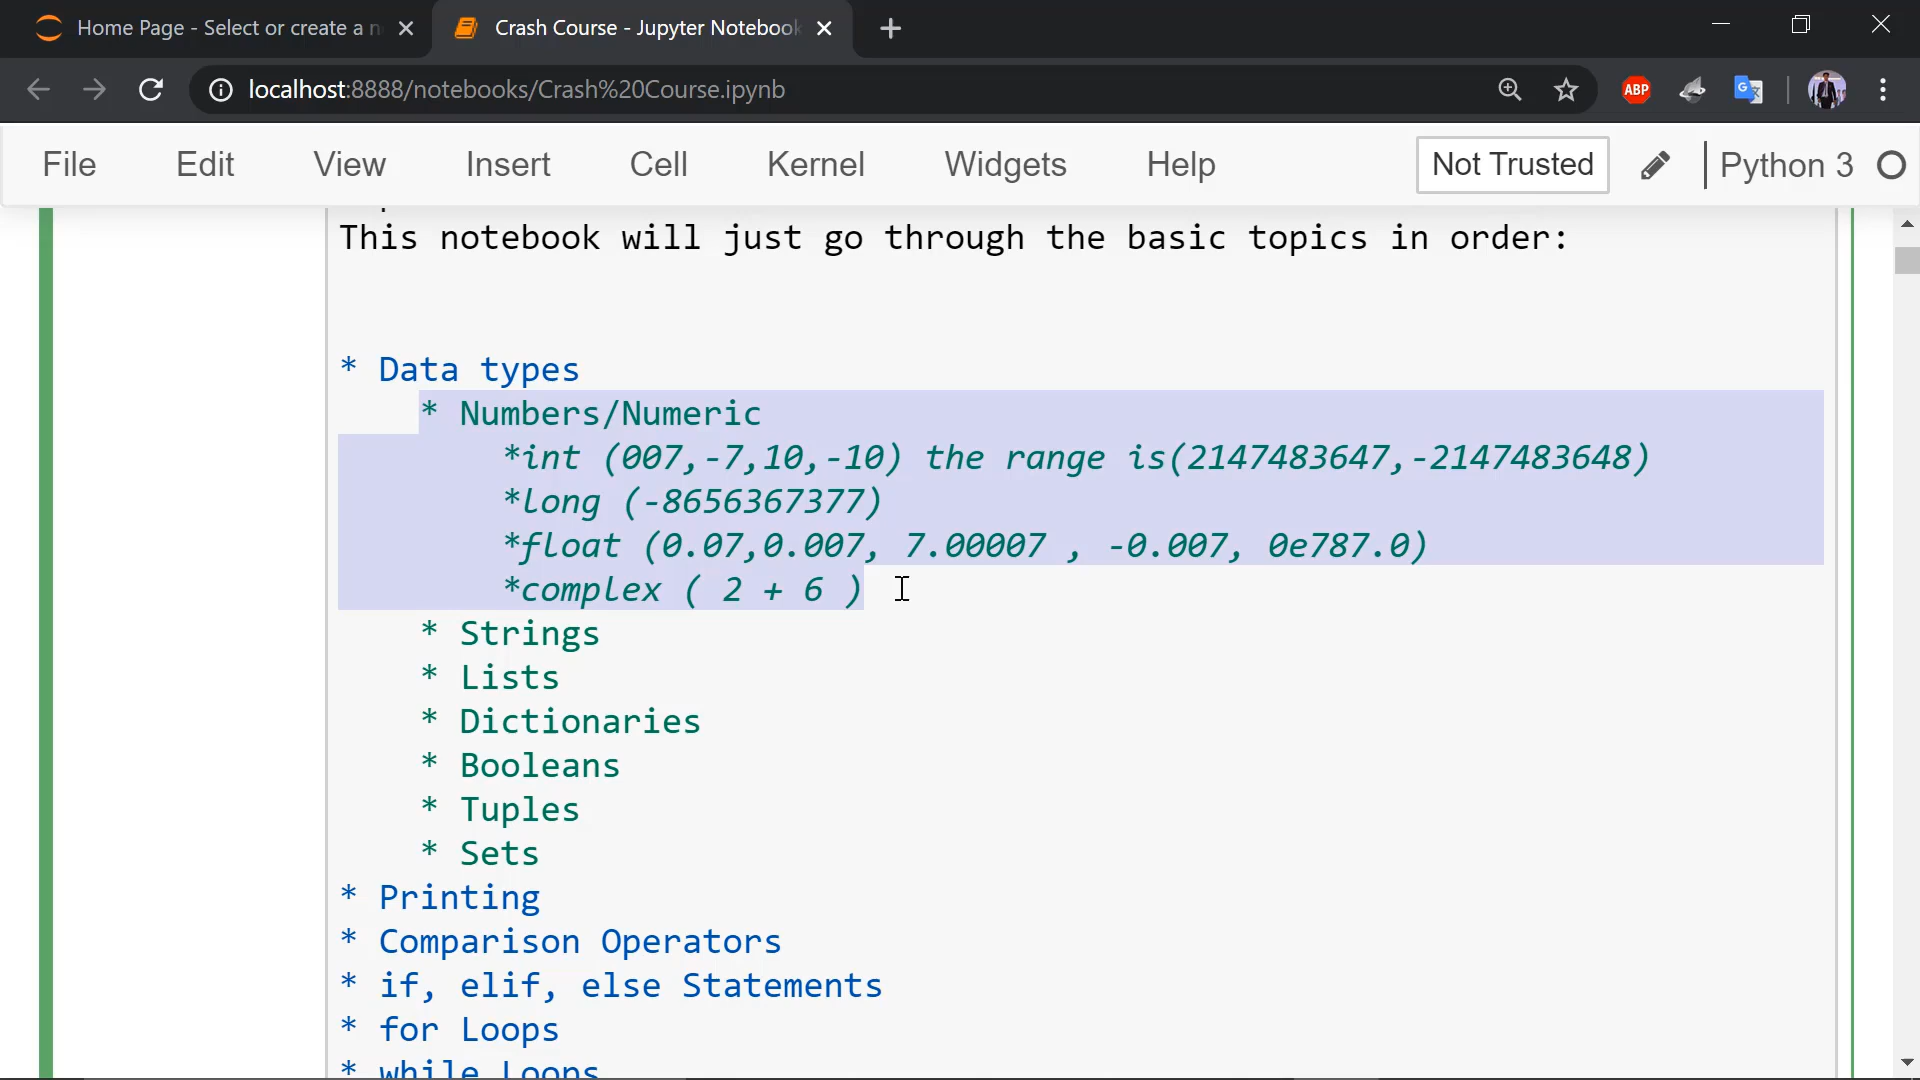 Home Page - Select or create a n
Crash Course - Jupyter Notebook
localhost:8888/notebooks/Crash%20Course.ipynb
ABP
File Edit View Insert Cell Kernel Widgets Help Not Trusted Python 3
This notebook will just go through the basic topics in order:
* Data types
* Numbers/Numeric
*int (007,-7,10,-10) the range is(2147483647,-2147483648)
*long (-8656367377)
*float (0.07,0.007, 7.00007 , -0.007, 0e787.0)
*complex ( 2 + 6 )
* Strings
* Lists
* Dictionaries
* Booleans
* Tuples
* Sets
* Printing
* Comparison Operators
* if, elif, else Statements
* for Loops
* while Loops